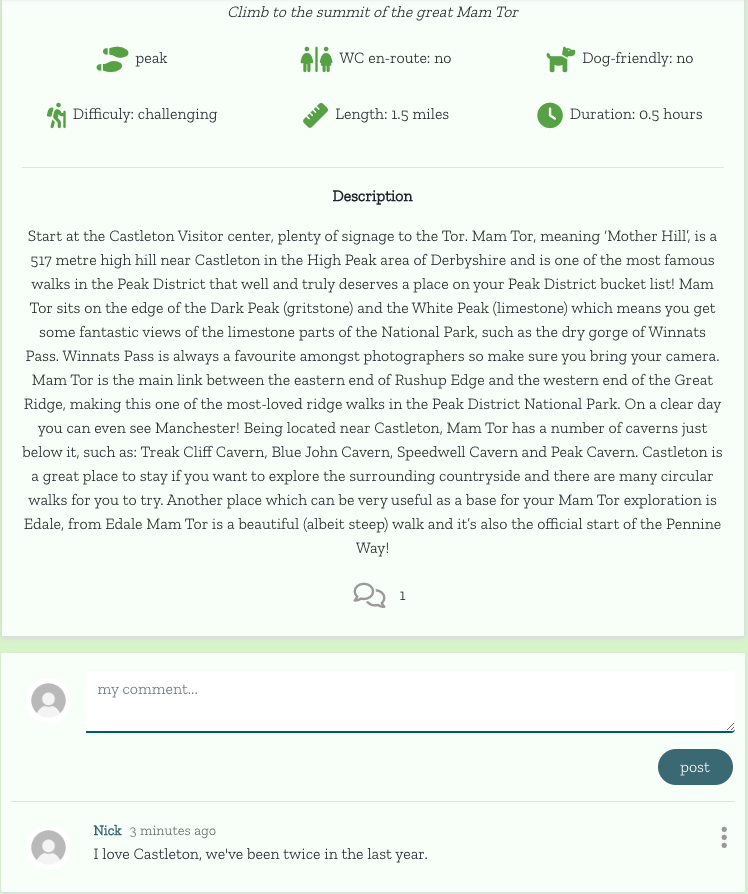 Climb to the summit of the great Mam Tor
peak WC en-route: no Dog-friendly: no
Difficuly: challenging Length: 1.5 miles Duration: 0.5 hours
Description
Start at the Castleton Visitor center, plenty of signage to the Tor. Mam Tor, meaning ‘Mother Hill’, is a
517 metre high hill near Castleton in the High Peak area of Derbyshire and is one of the most famous
walks in the Peak District that well and truly deserves a place on your Peak District bucket list! Mam
Tor sits on the edge of the Dark Peak (gritstone) and the White Peak (limestone) which means you get
some fantastic views of the limestone parts of the National Park, such as the dry gorge of Winnats
Pass. Winnats Pass is always a favourite amongst photographers so make sure you bring your camera.
Mam Tor is the main link between the eastern end of Rushup Edge and the western end of the Great
Ridge, making this one of the most-loved ridge walks in the Peak District National Park. On a clear day
you can even see Manchester! Being located near Castleton, Mam Tor has a number of caverns just
below it, such as: Treak Cliff Cavern, Blue John Cavern, Speedwell Cavern and Peak Cavern. Castleton is
a great place to stay if you want to explore the surrounding countryside and there are many circular
walks for you to try. Another place which can be very useful as a base for your Mam Tor exploration is
Edale, from Edale Mam Tor is a beautiful (albeit steep) walk and it’s also the official start of the Pennine
Way!
1
my comment...
post
Nick 3 minutes ago
I love Castleton, we've been twice in the last year.